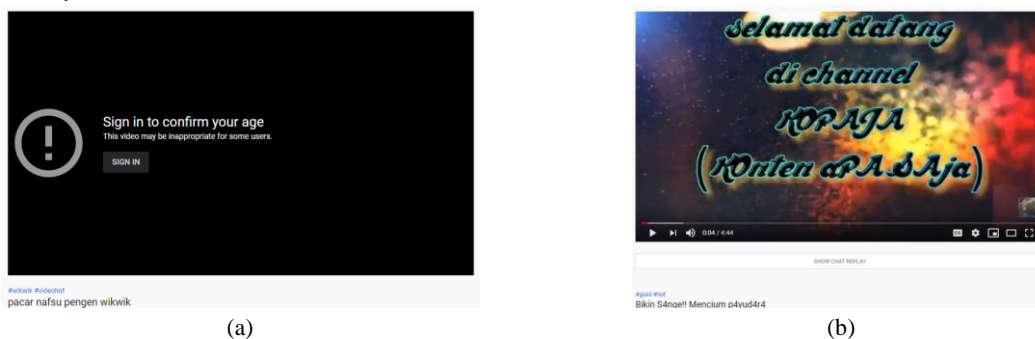 Sign in to confirm your age
This video may be inappropriate for some users.
SIGN IN
#wikwik #videohot
pacar nafsu pengen wikwik
(a)
selamat datang
di channel
KOPAJA
(KOnten aPA SAja)
0:04 / 4:44
SHOW CHAT REPLAY
#gosil #hot
Bikin S4nge!! Mencium p4yud4r4
(b)